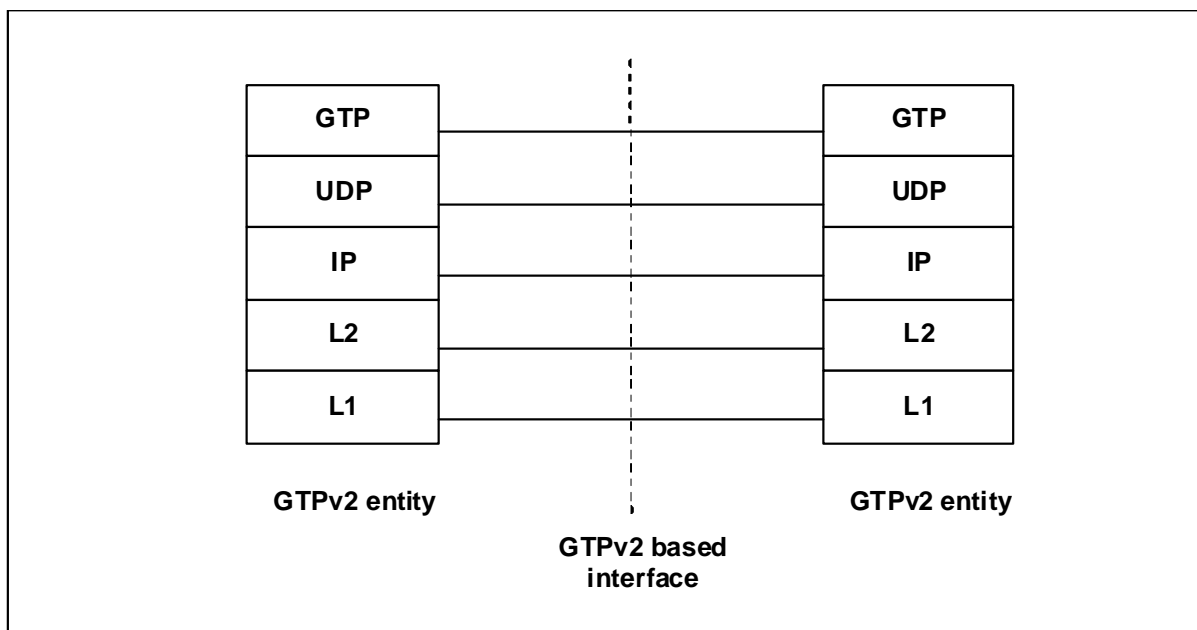 GTP
GTP
UDP
UDP
IP
IP
L2
L2
L1
L1
GTPv2 entity
GTPv2 entity
GTPv2 based
interface